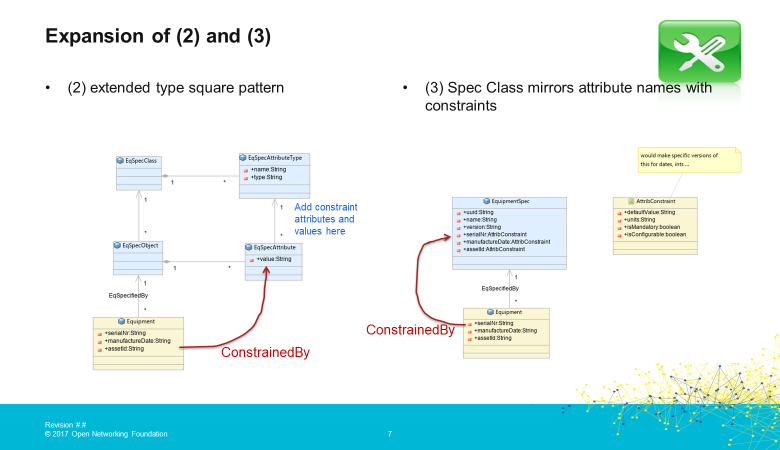 Expansion of (2) and (3)
• (2) extended type square pattern
• (3) Spec Class mirrors attribute names with
constraints
EqSpecClass
1
*
EqSpecAttributeType
+name:String
+type:String
1
1
Add constraint
attributes and
values here
*
*
EqSpecObject
1
*
EqSpecAttribute
+value:String
1
EqSpecifiedBy
*
Equipment
+serialNr:String
+manufactureDate:String
+assetId:String
ConstrainedBy
would make specific versions of
this for dates, ints ...
EquipmentSpec
+uuid:String
+name:String
+version:String
+serialNr:AttribConstraint
+manufactureDate:AttribConstraint
+assetId:AttribConstraint
AttribConstraint
+defaultValue:String
+units:String
+isMandatory:boolean
+isConfigurable:boolean
1
EqSpecifiedBy
*
Equipment
+serialNr:String
+manufactureDate:String
+assetId:String
ConstrainedBy
Revision #.#
© 2017 Open Networking Foundation
7